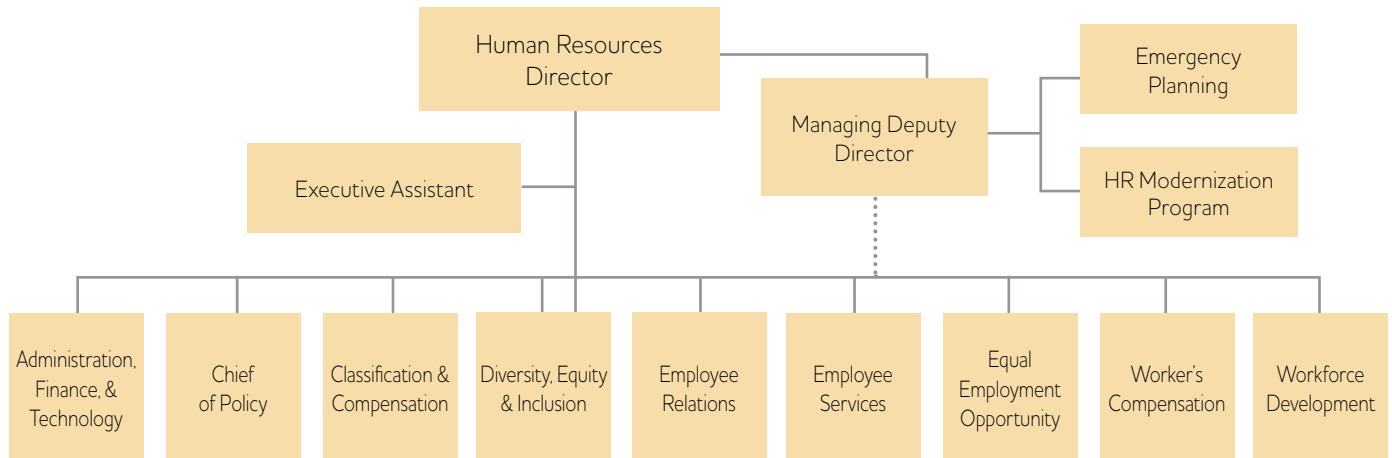 Human Resources
Director
Emergency
Planning
Managing Deputy
Director
Executive Assistant
HR Modernization
Program
Administration,
Finance, &
Technology
Chief
of Policy
Classification &
Compensation
Diversity, Equity
& Inclusion
Employee
Relations
Employee
Services
Equal
Employment
Opportunity
Worker's
Compensation
Workforce
Development